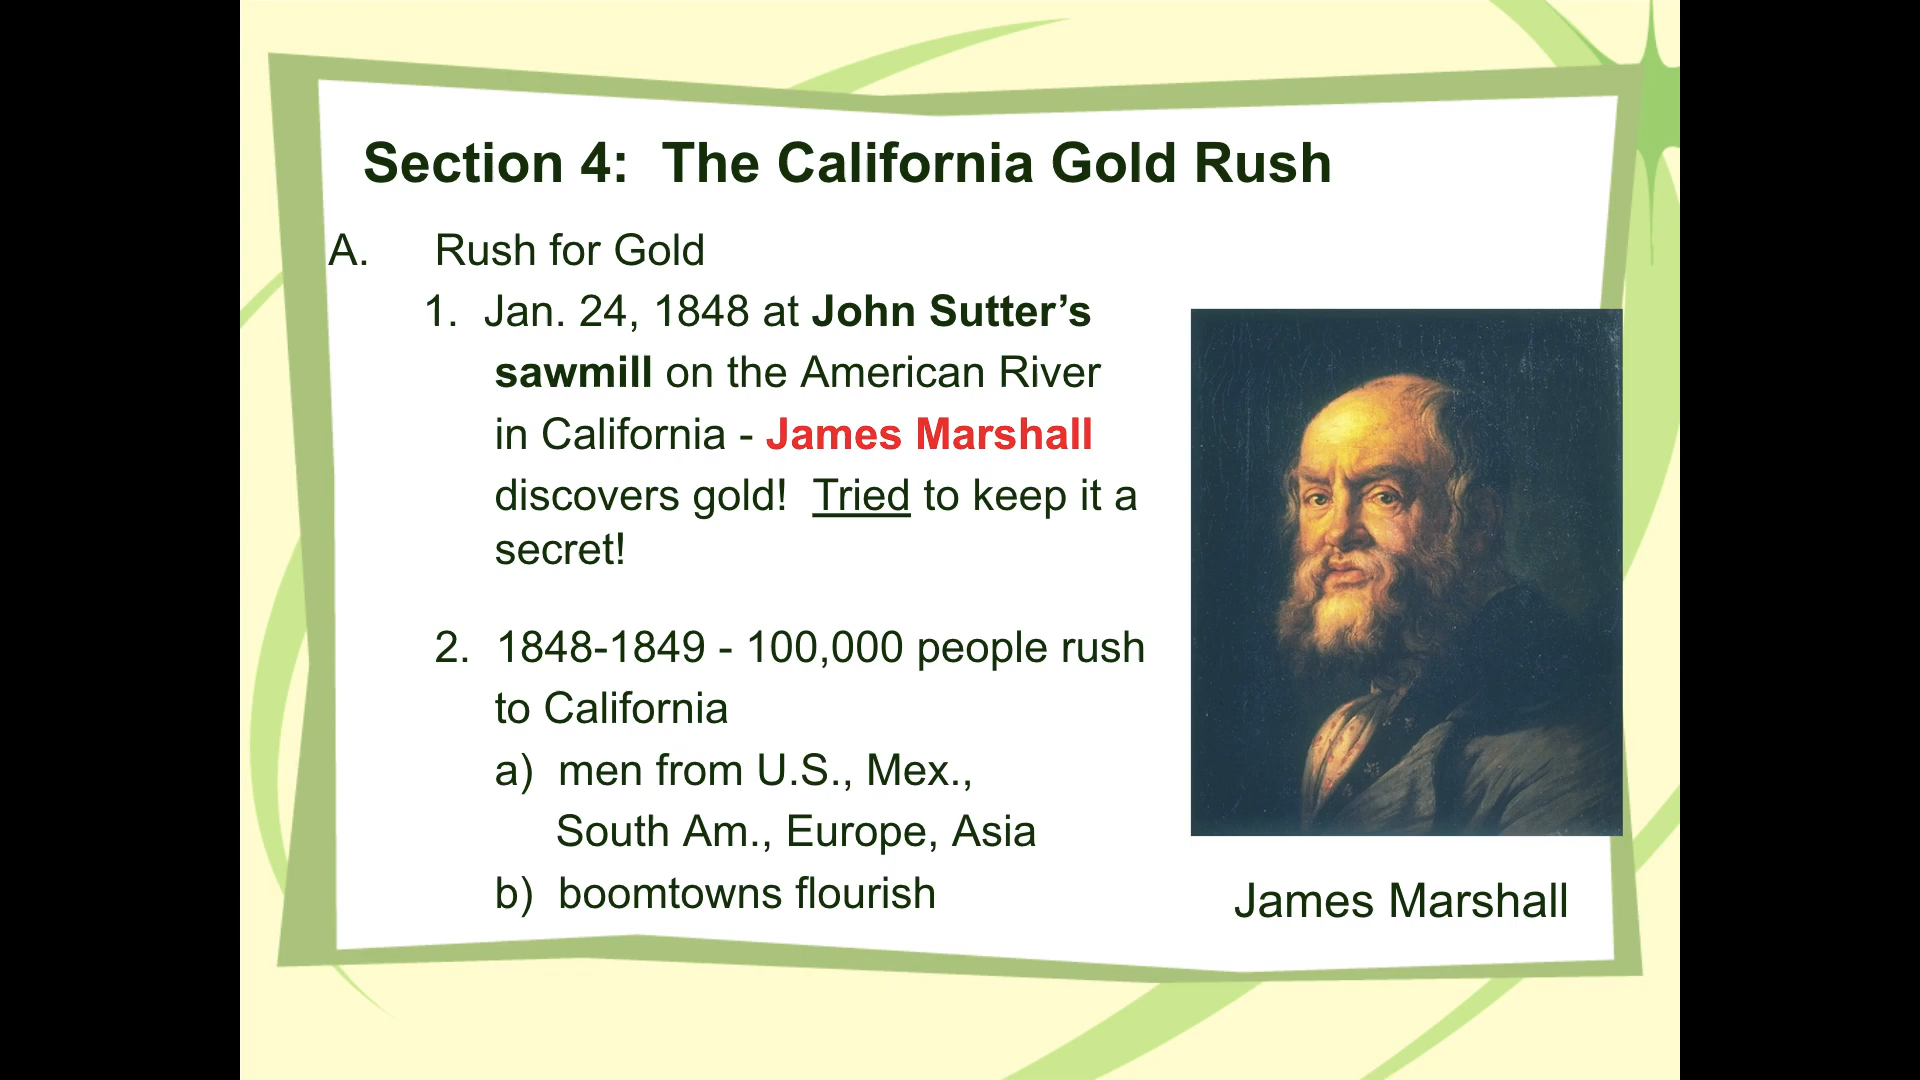 Section 4:  The California Gold Rush
A.  Rush for Gold
1.  Jan. 24, 1848 at John Sutter’s
sawmill on the American River
in California - James Marshall
discovers gold!  Tried to keep it a
secret!
2.  1848-1849 - 100,000 people rush
to California
a)  men from U.S., Mex.,
South Am., Europe, Asia
b)  boomtowns flourish
James Marshall